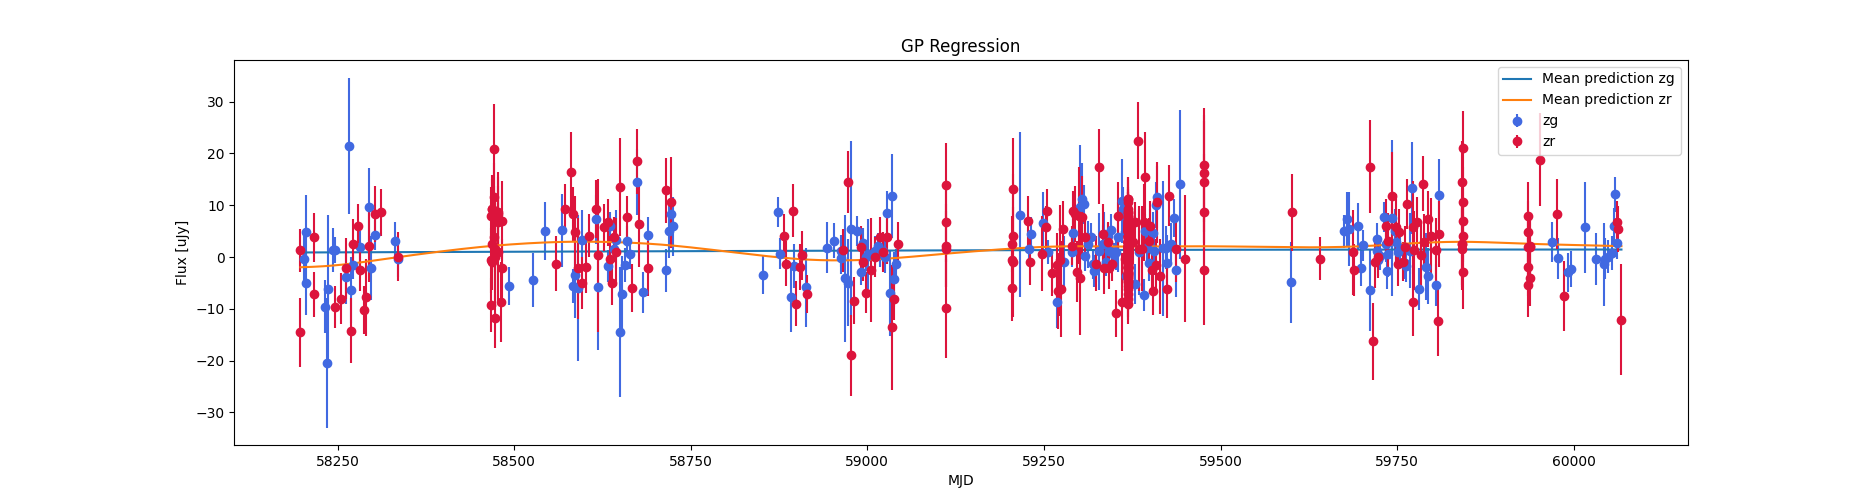 GP Regression
Mean prediction zg
Mean prediction zr
zg
zr
Flux [uJy]
30
20
10
0
−10
−20
−30
58250 58500 58750 59000 59250 59500 59750 60000
MJD